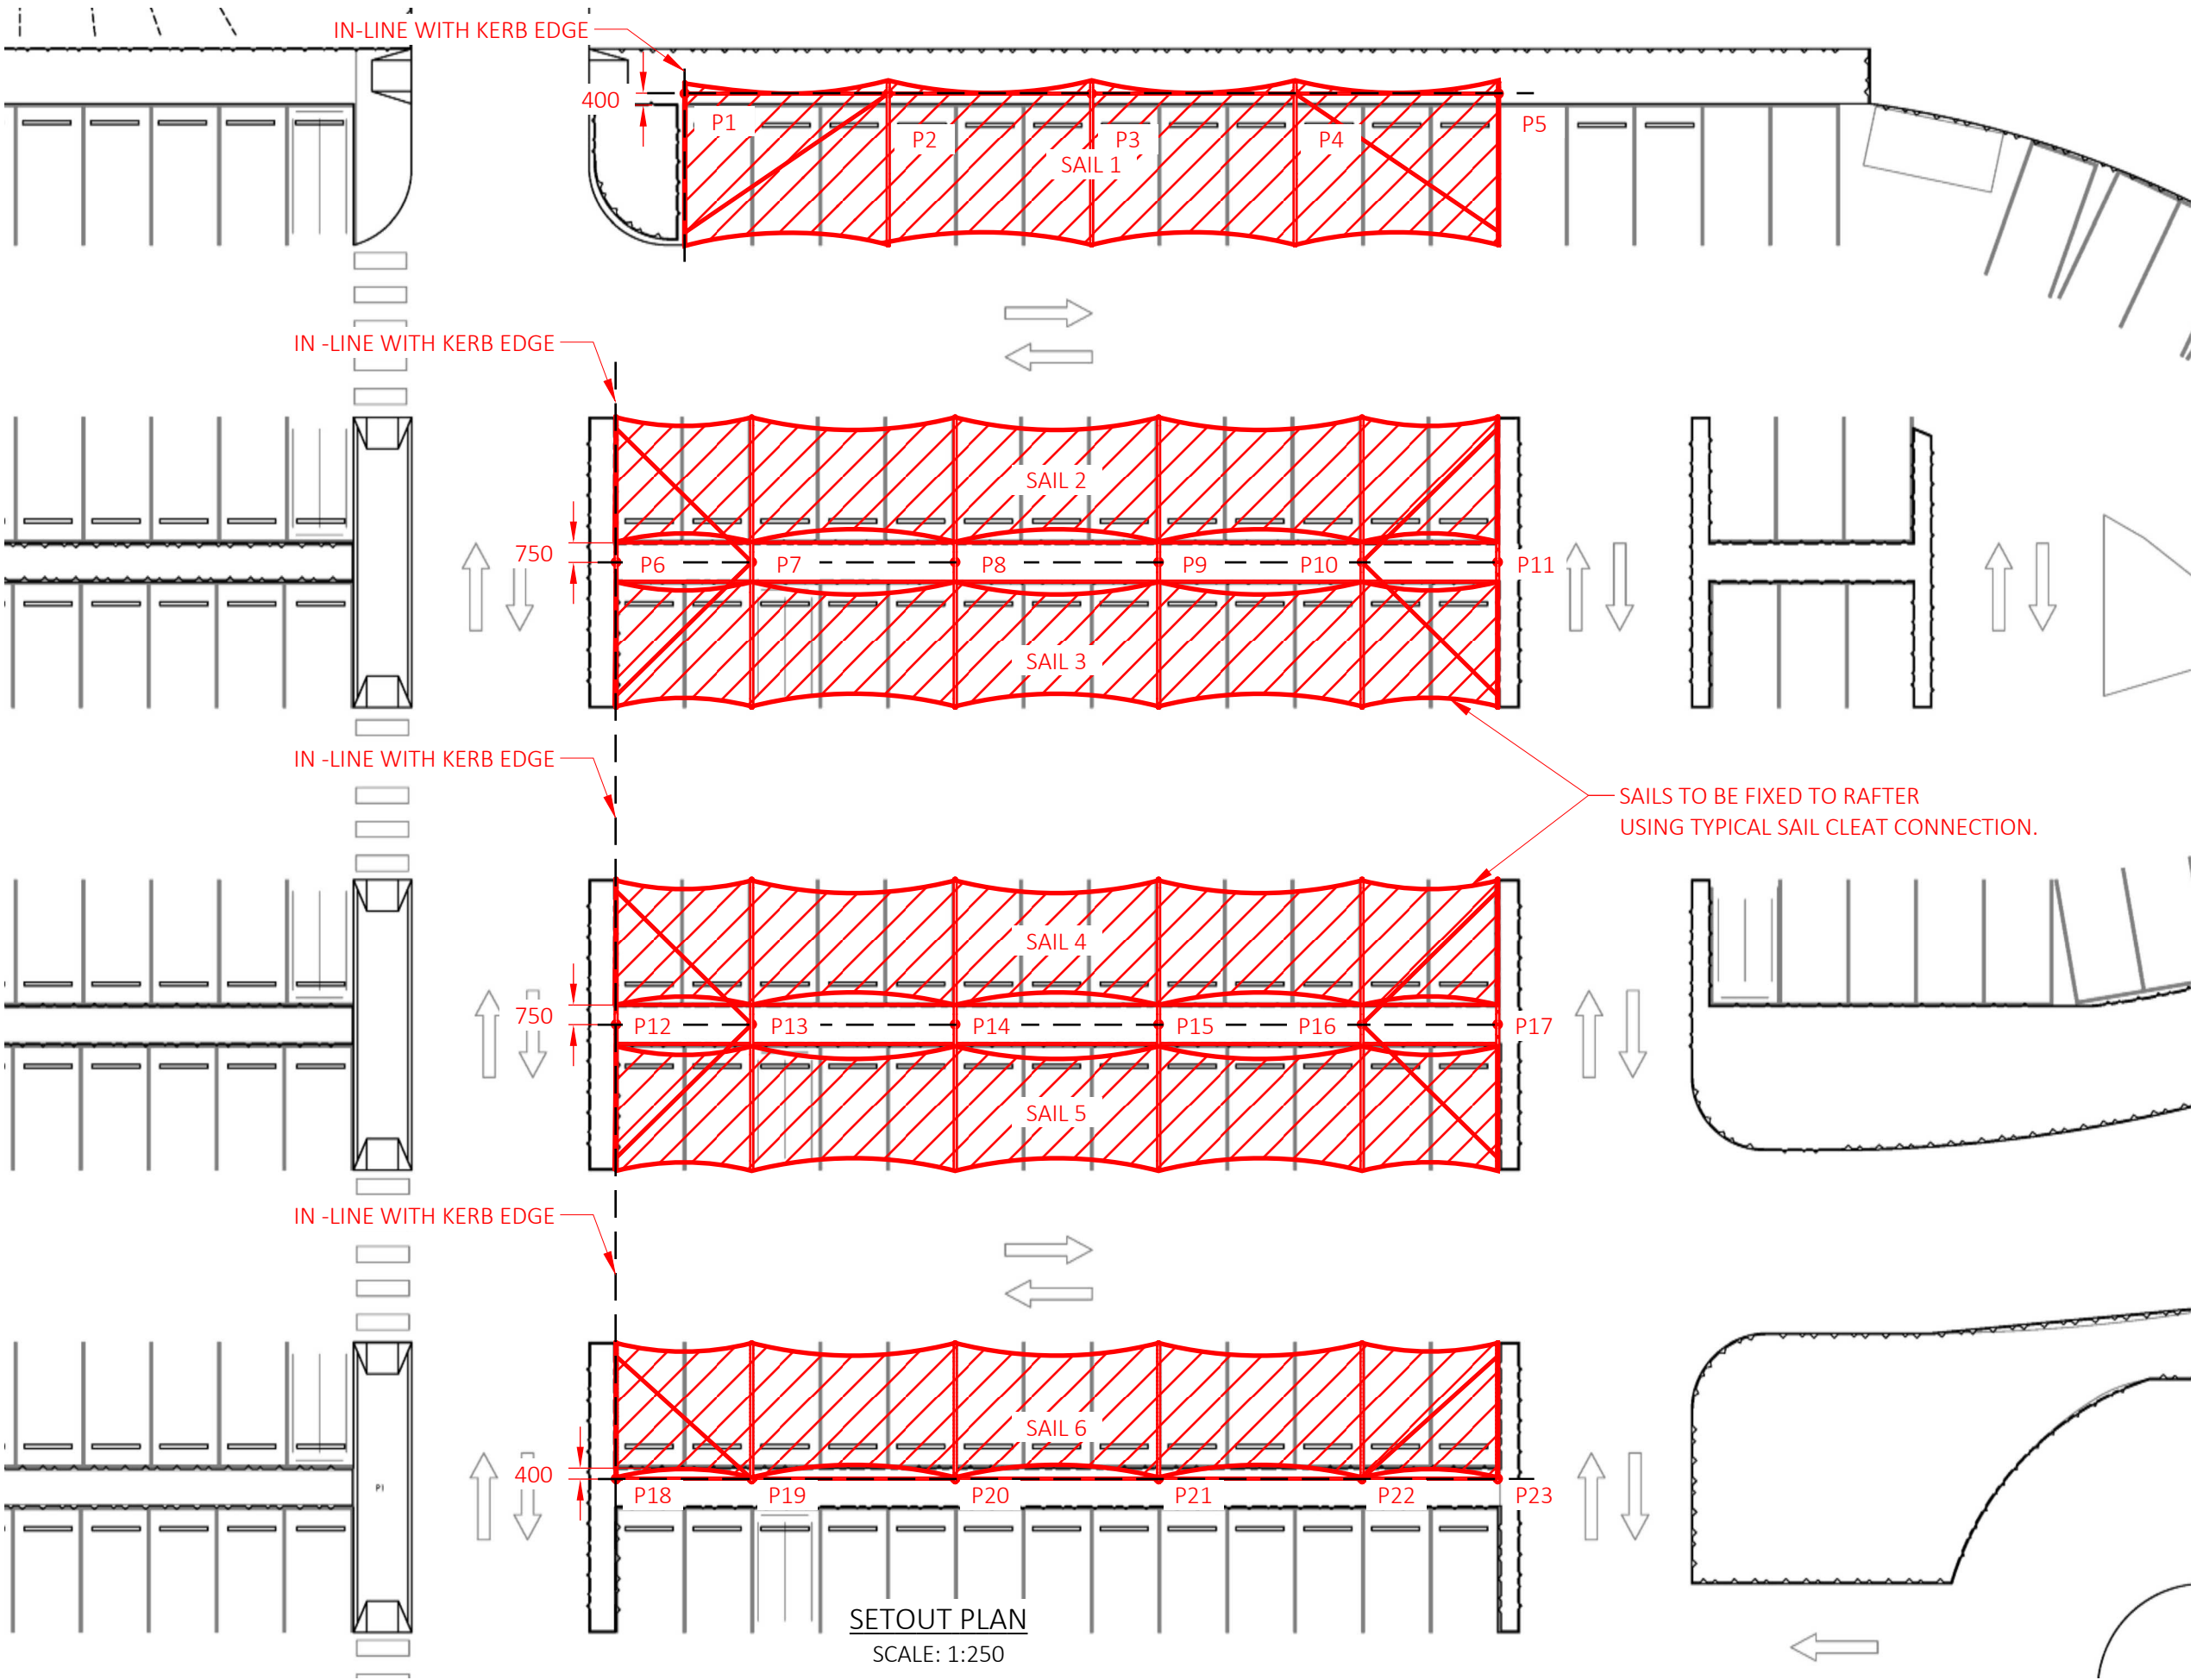 IN-LINE WITH KERB EDGE
400
P1
P2
P3
P4
P5
SAIL 1
IN -LINE WITH KERB EDGE
SAIL 2
750
P6
P7
P8
P9
P10
P11
SAIL 3
IN -LINE WITH KERB EDGE
SAILS TO BE FIXED TO RAFTER
USING TYPICAL SAIL CLEAT CONNECTION.
SAIL 4
750
P12
P13
P14
P15
P16
P17
SAIL 5
IN -LINE WITH KERB EDGE
SAIL 6
400
P18
P19
P20
P21
P22
P23
PI
SETOUT PLAN
SCALE: 1:250